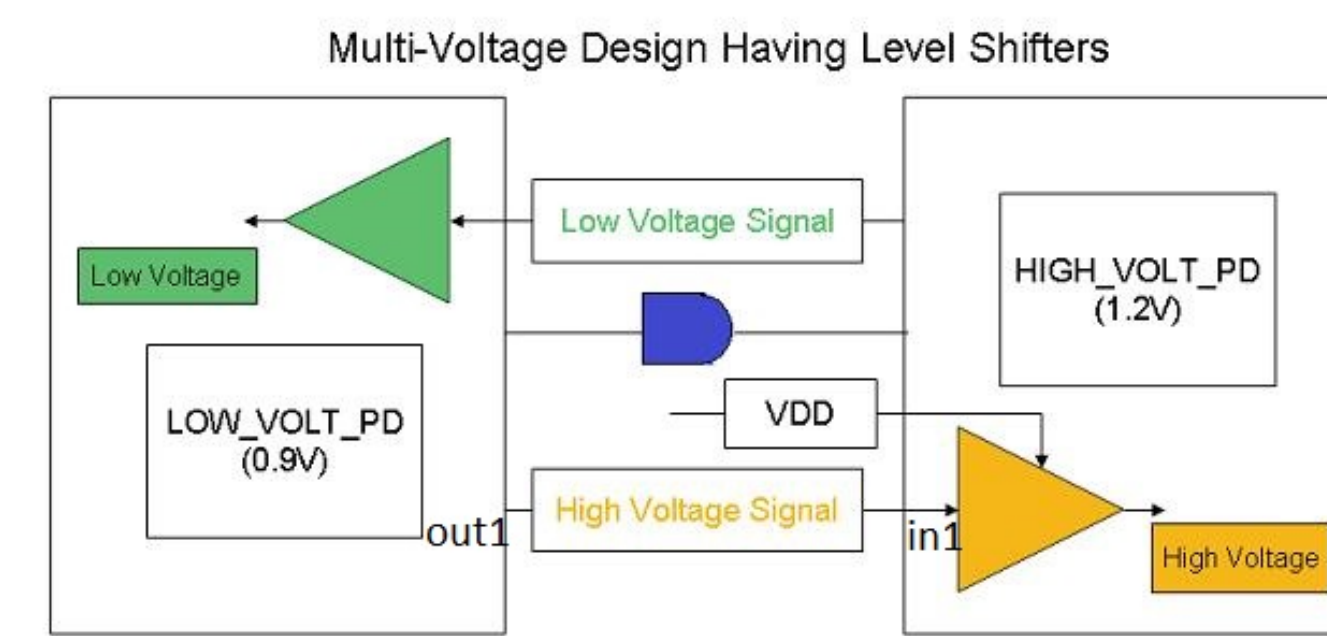 Multi-Voltage Design Having Level Shifters
Low Voltage Signal
Low Voltage
HIGH_VOLT_PD
(1.2V)
LOW_VOLT_PD
(0.9V)
VDD
High Voltage Signal
out1
in1
High Voltage